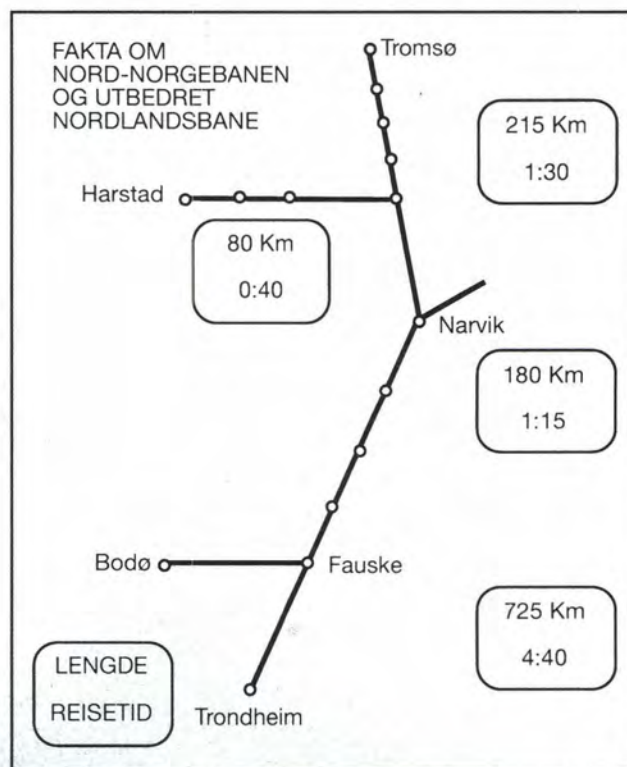 FAKTA OM
NORD-NORGEBANEN
OG UTBEDRET
NORDLANDSBANE
Tromsø
215 Km
1:30
Harstad
80 Km
0:40
Narvik
180 Km
1:15
Bodø
Fauske
725 Km
4:40
LENGDE
REISETID
Trondheim